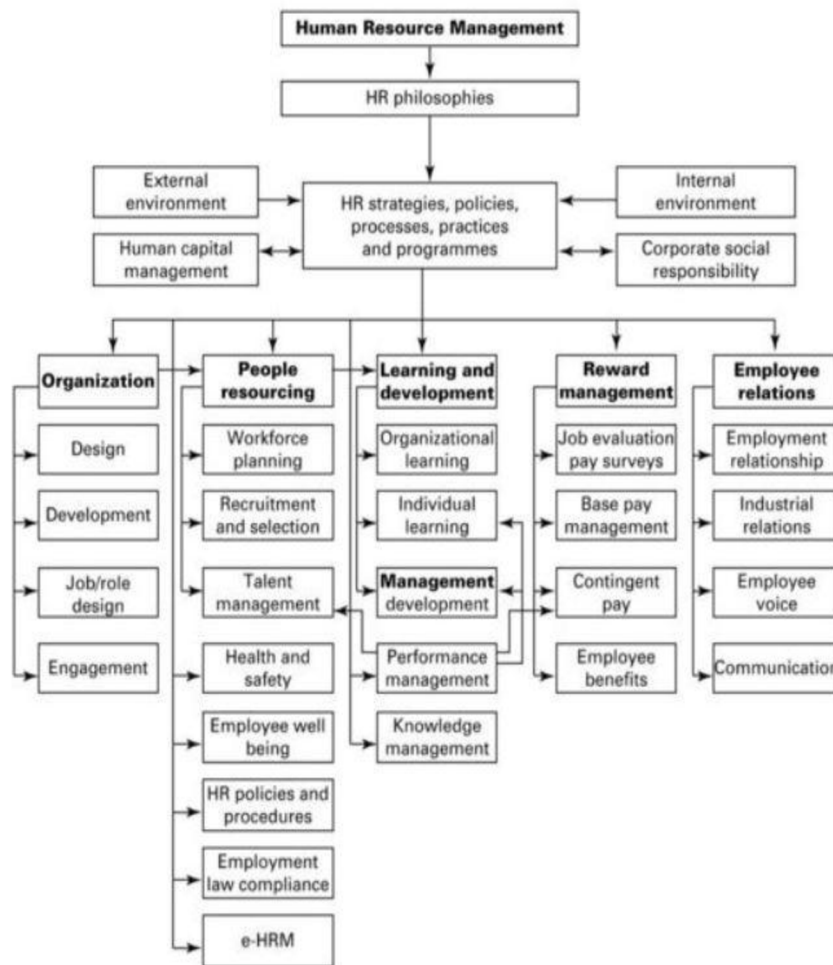 Human Resource Management
HR philosophies
External
environment
HR strategies, policies,
processes, practices
and programmes
Internal
environment
Human capital
management
Corporate social
responsibility
Organization
People
resourcing
Learning and
development
Reward
management
Employee
relations
Design
Workforce
planning
Organizational
learning
Job evaluation
pay surveys
Employment
relationship
Development
Recruitment
and selection
Individual
learning
Base pay
management
Industrial
relations
Job/role
design
Talent
management
Management
development
Contingent
pay
Employee
voice
Engagement
Health and
safety
Performance
management
Employee
benefits
Communication
Employee well
being
Knowledge
management
HR policies and
procedures
Employment
law compliance
e-HRM